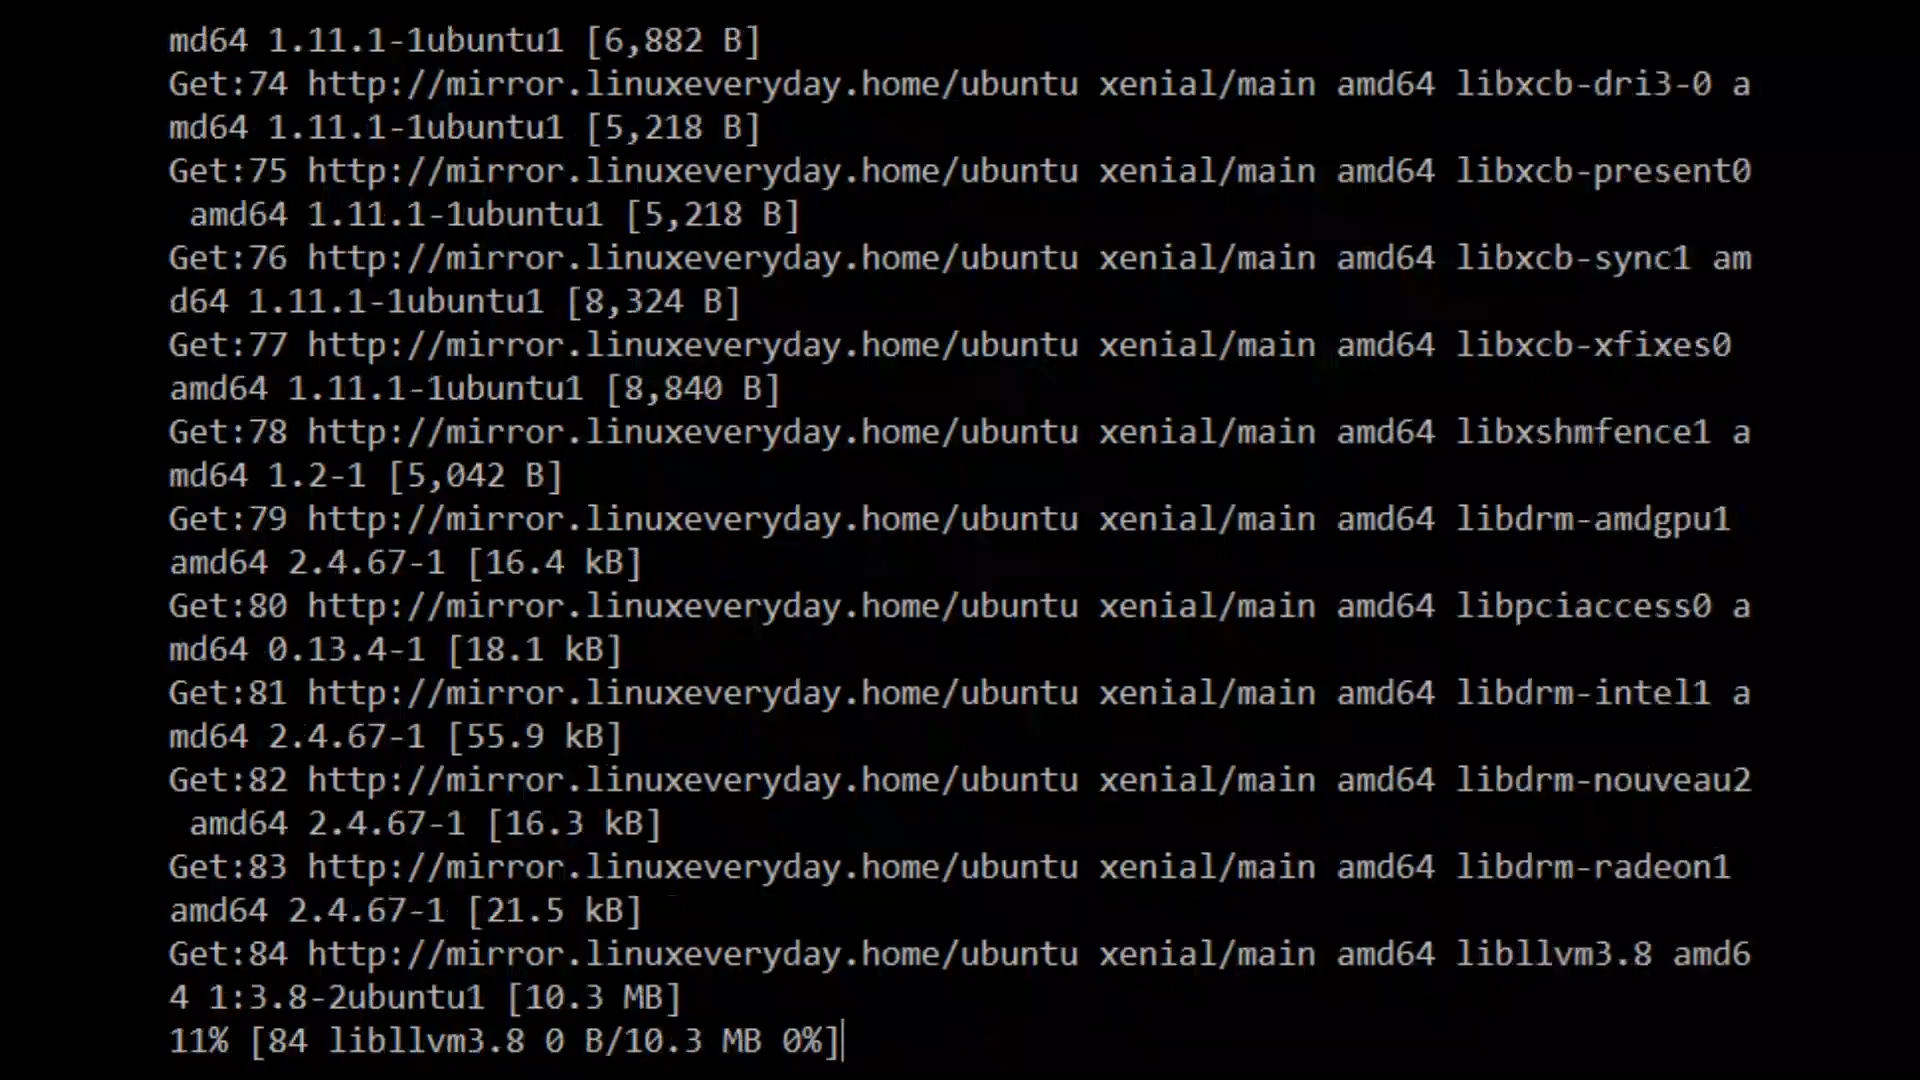 md64 1.11.1-1ubuntu1 [6,882 B]
Get:74 http://mirror.linuxeveryday.home/ubuntu xenial/main amd64 libxcb-dri3-0 a
md64 1.11.1-1ubuntu1 [5,218 B]
Get:75 http://mirror.linuxeveryday.home/ubuntu xenial/main amd64 libxcb-present0
 amd64 1.11.1-1ubuntu1 [5,218 B]
Get:76 http://mirror.linuxeveryday.home/ubuntu xenial/main amd64 libxcb-sync1 am
d64 1.11.1-1ubuntu1 [8,324 B]
Get:77 http://mirror.linuxeveryday.home/ubuntu xenial/main amd64 libxcb-xfixes0
amd64 1.11.1-1ubuntu1 [8,840 B]
Get:78 http://mirror.linuxeveryday.home/ubuntu xenial/main amd64 libxshmfence1 a
md64 1.2-1 [5,042 B]
Get:79 http://mirror.linuxeveryday.home/ubuntu xenial/main amd64 libdrm-amdgpu1
amd64 2.4.67-1 [16.4 kB]
Get:80 http://mirror.linuxeveryday.home/ubuntu xenial/main amd64 libpciaccess0 a
md64 0.13.4-1 [18.1 kB]
Get:81 http://mirror.linuxeveryday.home/ubuntu xenial/main amd64 libdrm-intel1 a
md64 2.4.67-1 [55.9 kB]
Get:82 http://mirror.linuxeveryday.home/ubuntu xenial/main amd64 libdrm-nouveau2
 amd64 2.4.67-1 [16.3 kB]
Get:83 http://mirror.linuxeveryday.home/ubuntu xenial/main amd64 libdrm-radeon1
amd64 2.4.67-1 [21.5 kB]
Get:84 http://mirror.linuxeveryday.home/ubuntu xenial/main amd64 libllvm3.8 amd6
4 1:3.8-2ubuntu1 [10.3 MB]
11% [84 libllvm3.8 0 B/10.3 MB 0%]